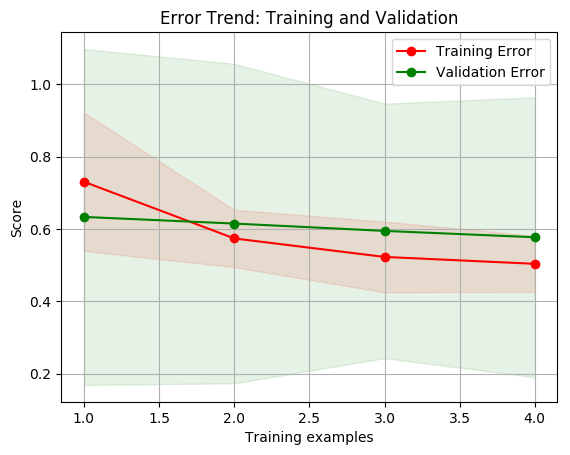 Error Trend: Training and Validation
Training Error
Validation Error
Score
1.0
0.8
0.6
0.4
0.2
1.0 1.5 2.0 2.5 3.0 3.5 4.0
Training examples